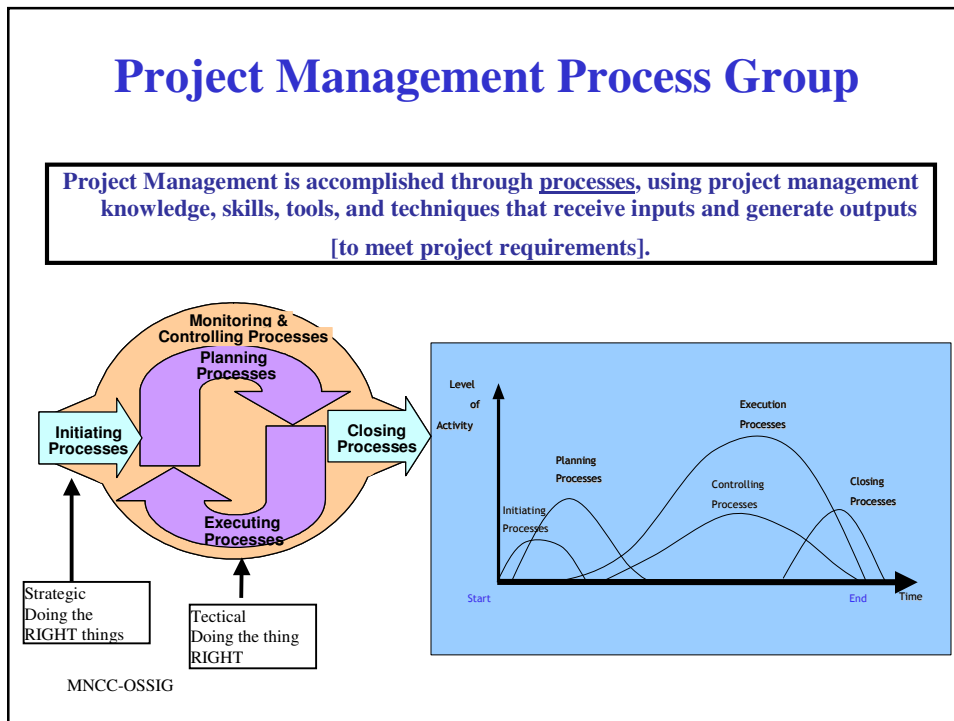 Project Management Process Group
Project Management is accomplished through processes, using project management
knowledge, skills, tools, and techniques that receive inputs and generate outputs
[to meet project requirements].
Monitoring &
Controlling Processes
Planning
Processes
Initiating
Processes
Closing
Processes
Executing
Processes
Strategic
Doing the
RIGHT things
Tectical
Doing the thing
RIGHT
Level
of
Activity
Initiating
Processes
Planning
Processes
Execution
Processes
Controlling
Processes
Closing
Processes
Start
End
Time
MNCC-OSSIG